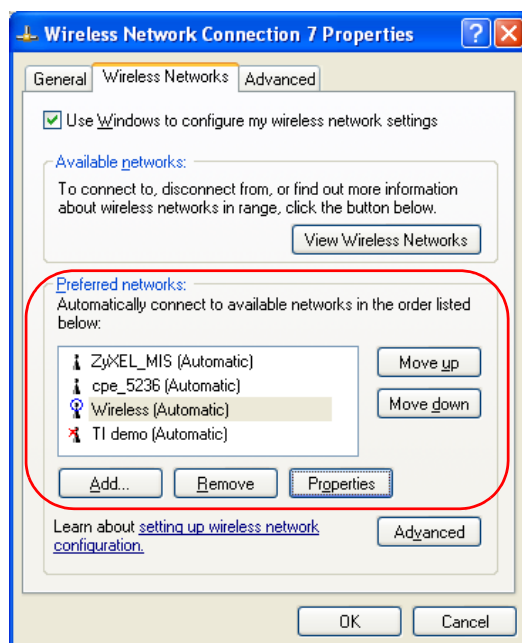 Wireless Network Connection 7 Properties
General Wireless Networks Advanced
Use Windows to configure my wireless network settings
Available networks:
To connect to, disconnect from, or find out more information
about wireless networks in range, click the button below.
View Wireless Networks
Preferred networks:
Automatically connect to available networks in the order listed
below:
ZyXEL_MIS (Automatic)
cpe_5236 (Automatic)
Wireless (Automatic)
TI demo (Automatic)
Move up
Move down
Add... Remove Properties
Learn about setting up wireless network
configuration.
Advanced
OK Cancel